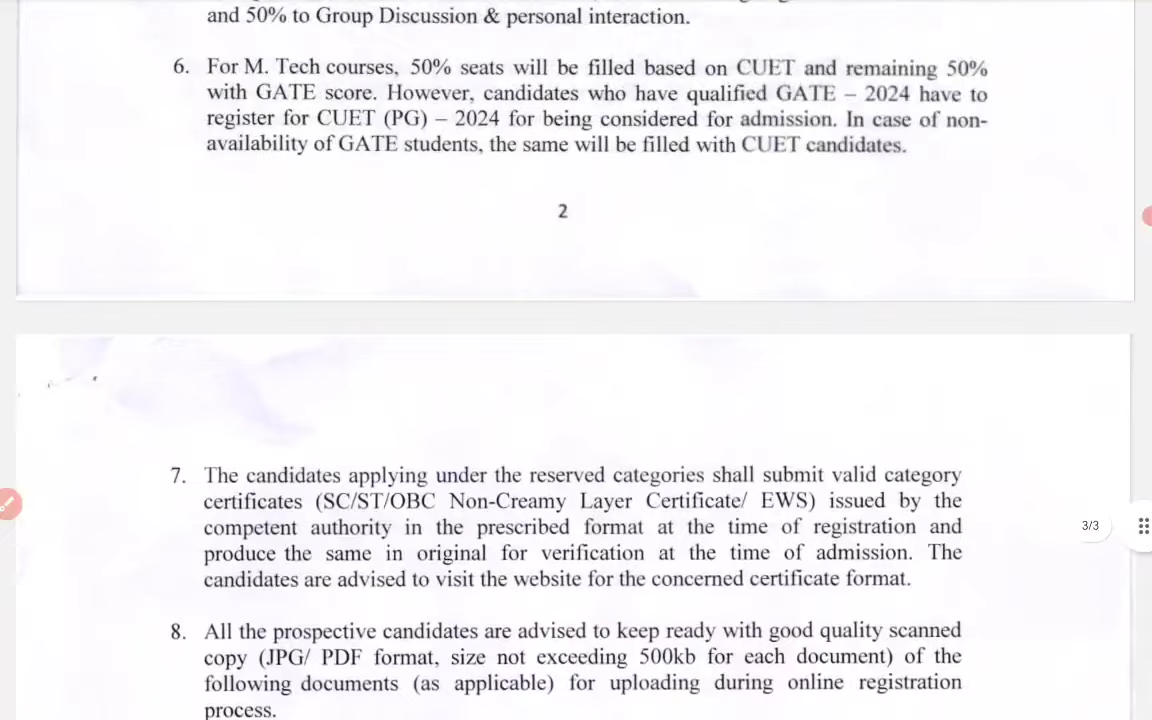 and 50% to Group Discussion & personal interaction.
6. For M. Tech courses, 50% seats will be filled based on CUET and remaining 50%
with GATE score. However, candidates who have qualified GATE – 2024 have to
register for CUET (PG) – 2024 for being considered for admission. In case of non-
availability of GATE students, the same will be filled with CUET candidates.
2
7. The candidates applying under the reserved categories shall submit valid category
certificates (SC/ST/OBC Non-Creamy Layer Certificate/ EWS) issued by the
competent authority in the prescribed format at the time of registration and
3/3
produce the same in original for verification at the time of admission. The
candidates are advised to visit the website for the concerned certificate format.
8. All the prospective candidates are advised to keep ready with good quality scanned
copy (JPG/ PDF format, size not exceeding 500kb for each document) of the
following documents (as applicable) for uploading during online registration
process.